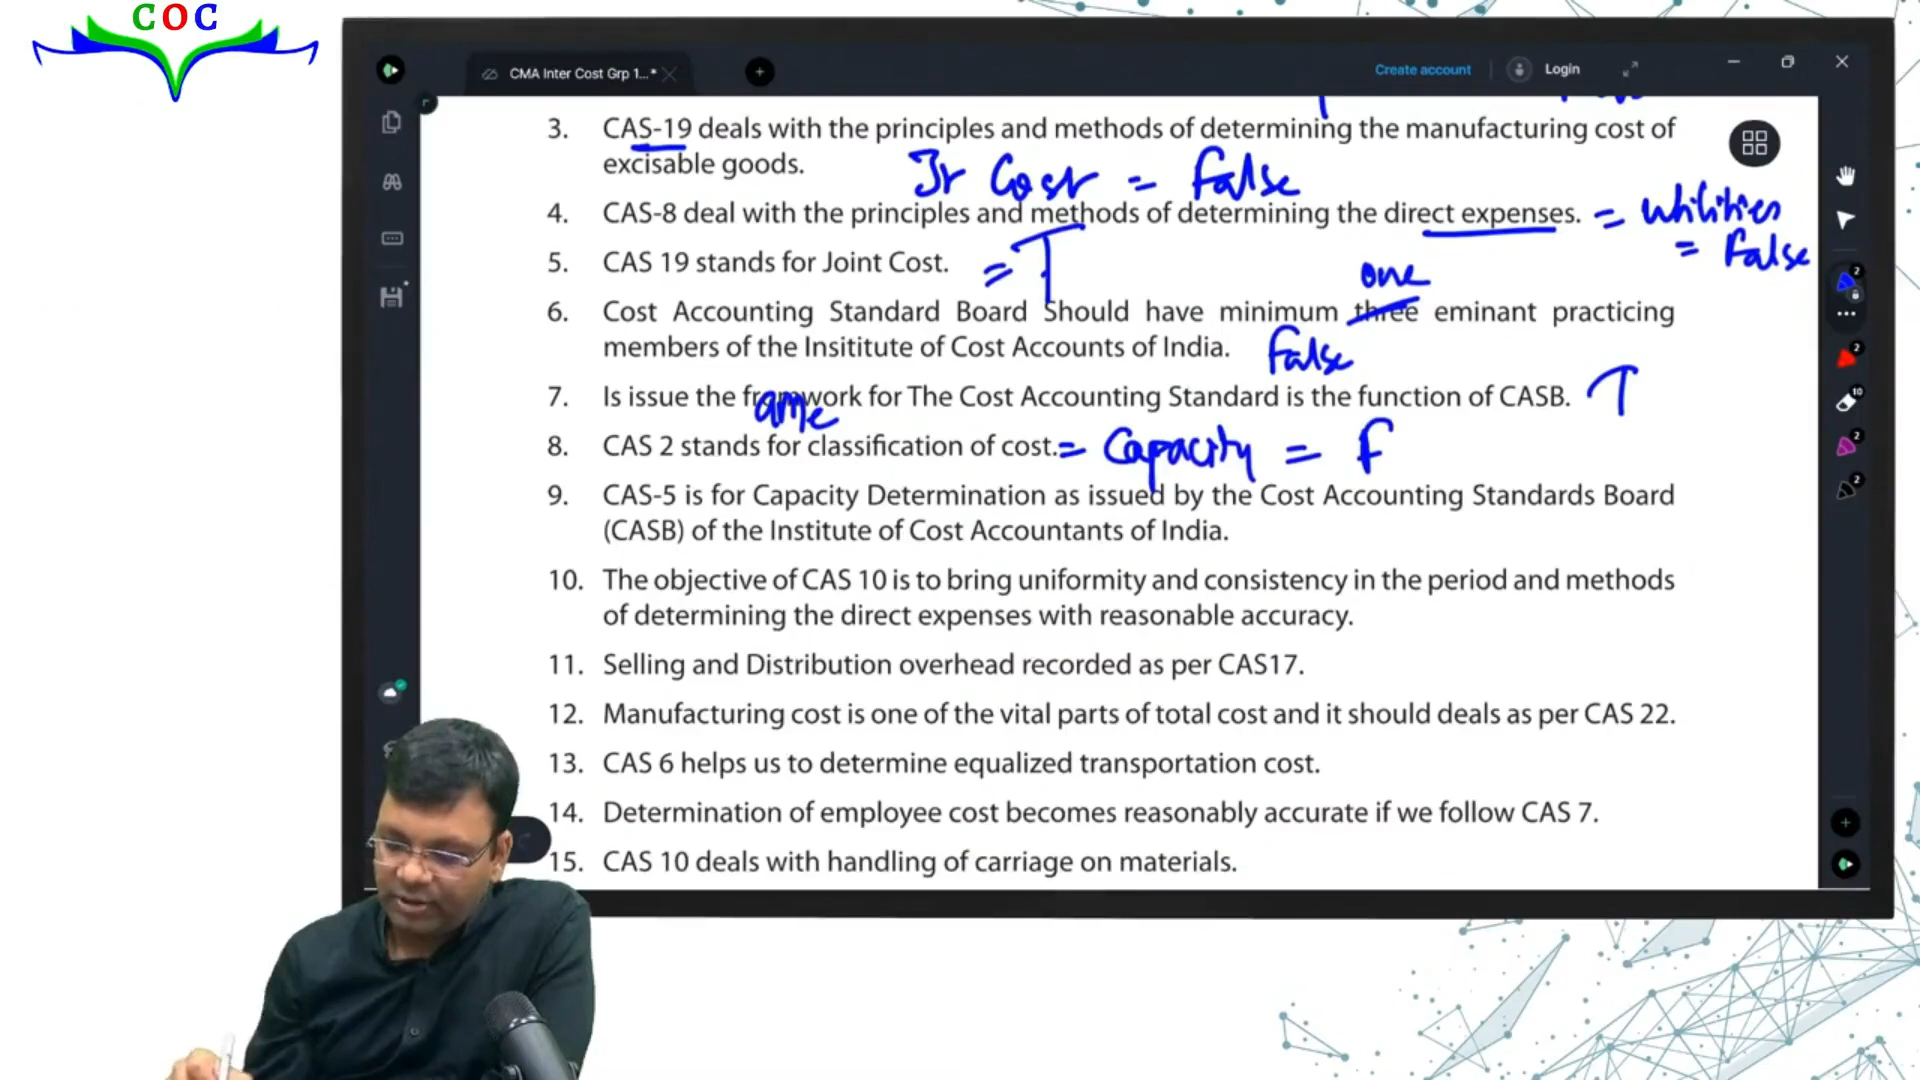 COC
CMA Inter Cost Grp 1...*
Create account
Login
3. CAS-19 deals with the principles and methods of determining the manufacturing cost of
excisable goods. Jr Cost = False
4. CAS-8 deal with the principles and methods of determining the direct expenses. = Utilities
= False
5. CAS 19 stands for Joint Cost. = T
one
6. Cost Accounting Standard Board Should have minimum three eminant practicing
members of the Insititute of Cost Accounts of India. False
7. Is issue the framwork for The Cost Accounting Standard is the function of CASB. T
ame
8. CAS 2 stands for classification of cost. = Capacity = F
9. CAS-5 is for Capacity Determination as issued by the Cost Accounting Standards Board
(CASB) of the Institute of Cost Accountants of India.
10. The objective of CAS 10 is to bring uniformity and consistency in the period and methods
of determining the direct expenses with reasonable accuracy.
11. Selling and Distribution overhead recorded as per CAS17.
12. Manufacturing cost is one of the vital parts of total cost and it should deals as per CAS 22.
13. CAS 6 helps us to determine equalized transportation cost.
14. Determination of employee cost becomes reasonably accurate if we follow CAS 7.
15. CAS 10 deals with handling of carriage on materials.
2
2
10
2
2